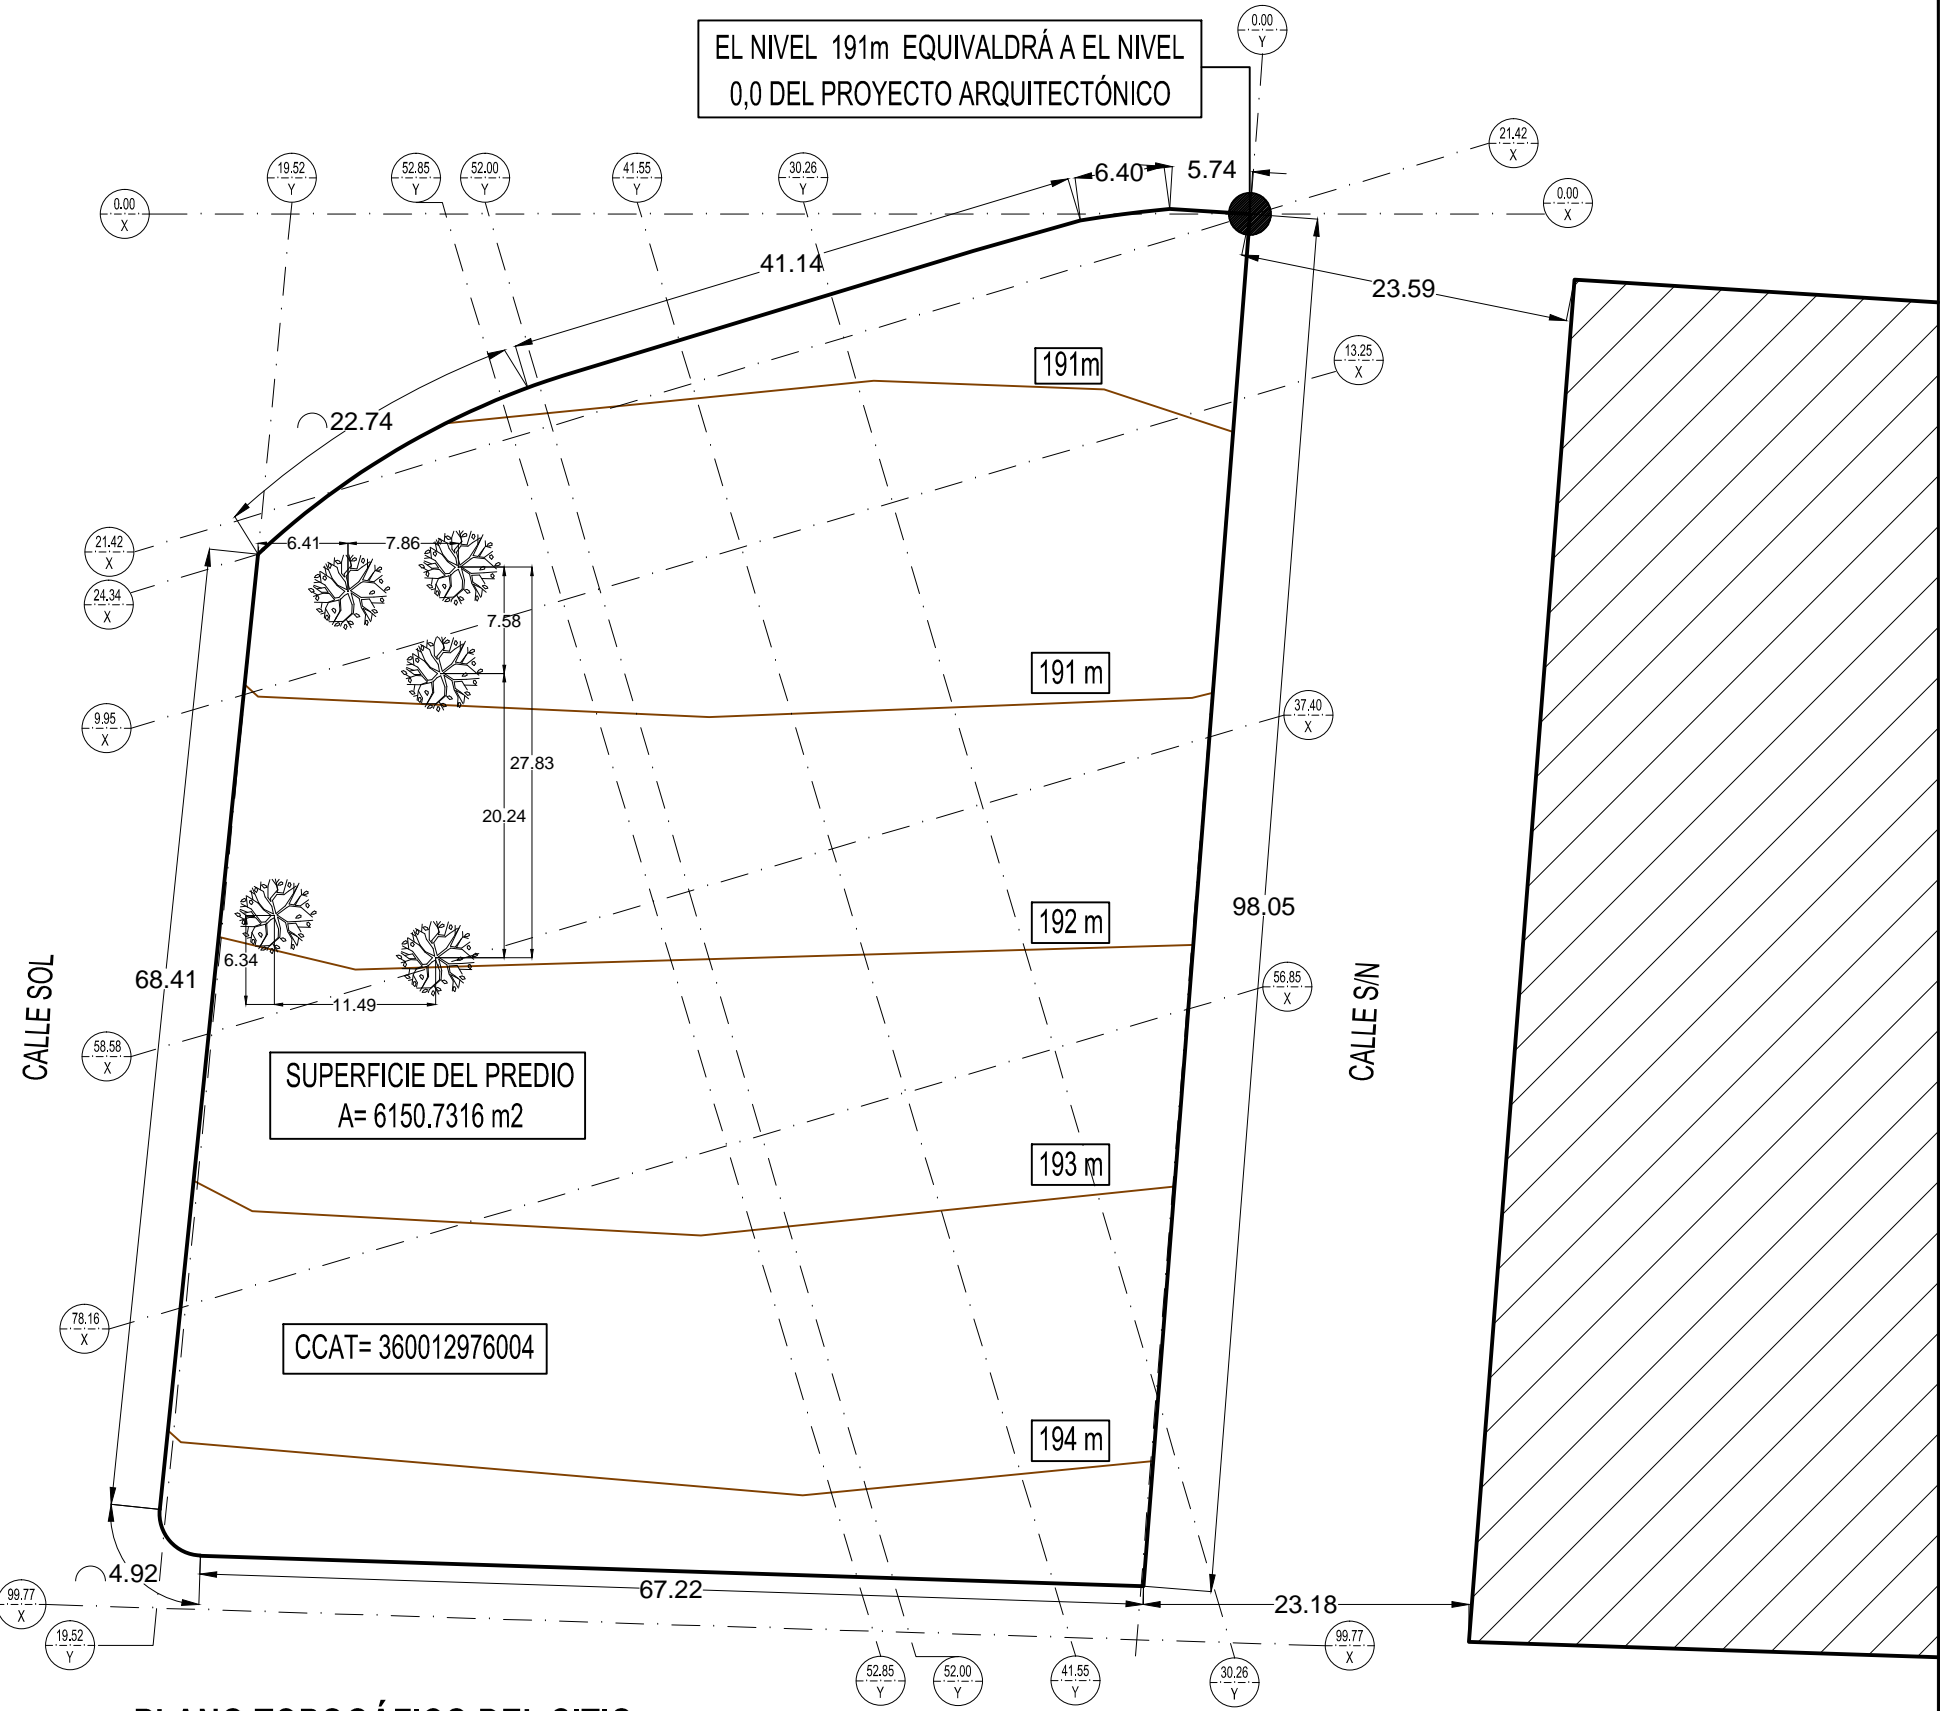 EL NIVEL 191m EQUIVALDRÁ A EL NIVEL
0,0 DEL PROYECTO ARQUITECTÓNICO
0.00
Y
21.42
X
19.52
Y
52.85
Y
52.00
Y
41.55
Y
30.26
Y
6.40
5.74
0.00
X
0.00
X
41.14
23.59
191m
13.25
X
22.74
21.42
X
6.41
7.86
24.34
X
7.58
191 m
9.95
X
37.40
X
27.83
20.24
98.05
192 m
6.34
68.41
11.49
56.85
X
CALLE SOL
CALLE S/N
58.58
X
SUPERFICIE DEL PREDIO
A= 6150.7316 m2
193 m
78.16
X
CCAT= 360012976004
194 m
4.92
67.22
23.18
99.77
X
19.52
Y
99.77
X
52.85
Y
52.00
Y
41.55
Y
30.26
Y
PLANO TOPOGÁFICO DEL SITIO